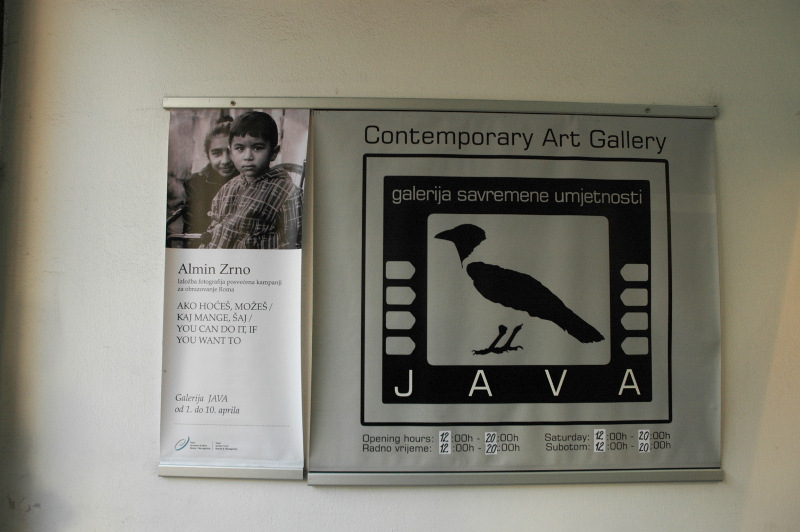 Almin Zrno
Izložba fotografija posvećena kampanji
za obrazovanje Roma
AKO HOĆEŠ, MOŽEŠ /
KAJ MANGE, ŠAJ /
YOU CAN DO IT, IF
YOU WANT TO
Galerija JAVA
od 1. do 10. aprila
Contemporary Art Gallery
galerija savremene umjetnosti
JAVA
Opening hours: 12:00h - 20:00h
Radno vrijeme: 12:00h - 20:00h
Saturday: 12:00h - 20:00h
Subotom: 12:00h - 20:00h